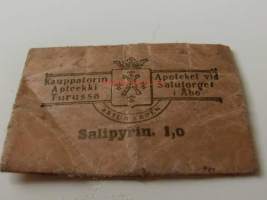 Kauppatorin
Apteekki
Turussa
Apoteket vid
Salutorget
i Åbo
Salipyrin. 1,0